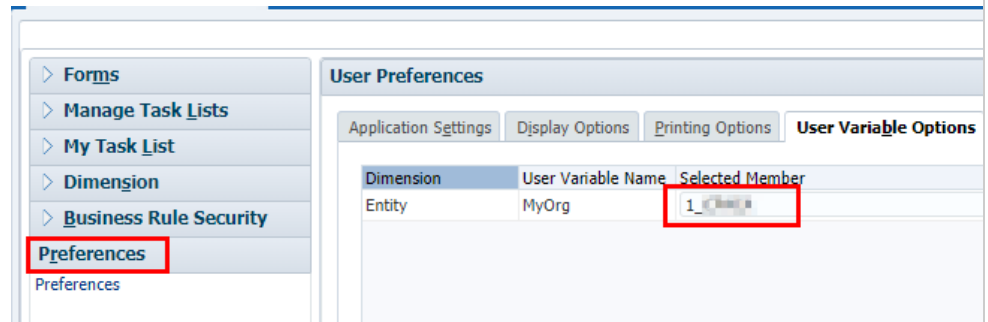 Forms
Manage Task Lists
My Task List
Dimension
Business Rule Security
Preferences
Preferences
User Preferences
Application Settings Display Options Printing Options User Variable Options
Dimension User Variable Name Selected Member
Entity MyOrg 1_